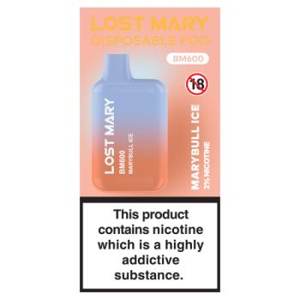 LOST MARY
DISPOSABLE POD
BM600
18
LOST MARY
BM600
MARYBULL ICE
MARYBULL ICE
2% NICOTINE
This product
contains nicotine
which is a highly
addictive
substance.